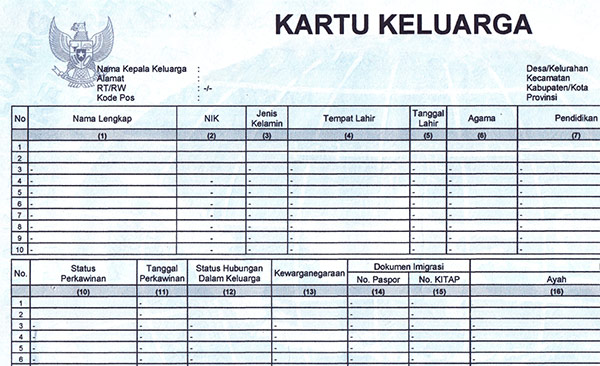 KARTU KELUARGA
Nama Kepala Keluarga :
Alamat :
RT/RW : -/-
Kode Pos :
Desa/Kelurahan
Kecamatan
Kabupaten/Kota
Provinsi
No Nama Lengkap NIK Jenis Kelamin Tempat Lahir Tanggal Lahir Agama Pendidikan
(1) (2) (3) (4) (5) (6) (7)
1
2
3 - - - - - -
4 - - - - - - -
5 - - - - - - -
6 - - - - - - -
7 - - - - - - -
8 - - - - - - -
9 - - - - - - -
10 - - - - - - -
No. Status Perkawinan Tanggal Perkawinan Status Hubungan Dalam Keluarga Kewarganegaraan Dokumen Imigrasi
No. Paspor No. KITAP Ayah
(10) (11) (12) (13) (14) (15) (16)
1 - - -
2 - - -
3 - - - - - - -
4 - - - - - - -
5 - - - - - - -
6 - - - - - - -